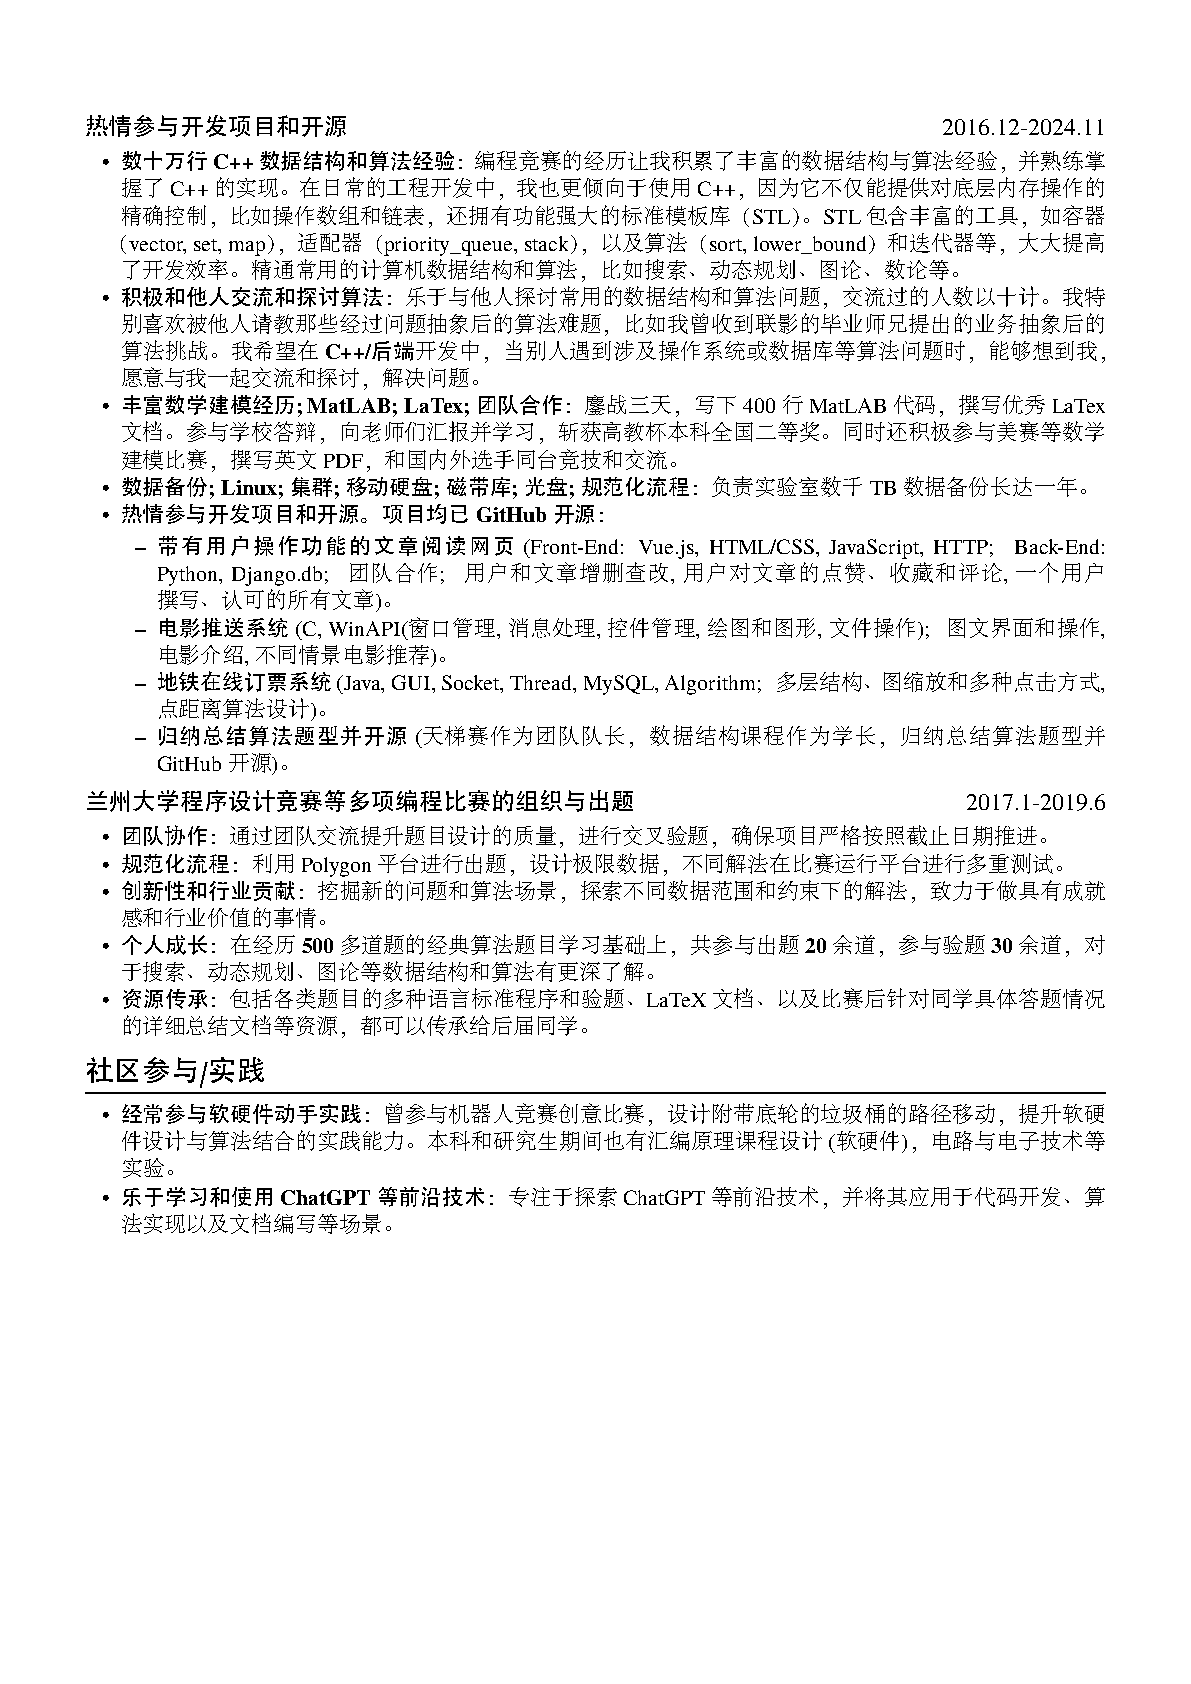 热情参与开发项目和开源 2016.12-2024.11
• 数十万行 C++ 数据结构和算法经验：编程竞赛的经历让我积累了丰富的数据结构与算法经验，并熟练掌
握了 C++ 的实现。在日常的工程开发中，我也更倾向于使用 C++，因为它不仅能提供对底层内存操作的
精确控制，比如操作数组和链表，还拥有功能强大的标准模板库（STL）。STL 包含丰富的工具，如容器
（vector, set, map），适配器（priority_queue, stack），以及算法（sort, lower_bound）和迭代器等，大大提高
了开发效率。精通常用的计算机数据结构和算法，比如搜索、动态规划、图论、数论等。
• 积极和他人交流和探讨算法：乐于与他人探讨常用的数据结构和算法问题，交流过的人数以十计。我特
别喜欢被他人请教那些经过问题抽象后的算法难题，比如我曾收到联影的毕业师兄提出的业务抽象后的
算法挑战。我希望在 C++/后端开发中，当别人遇到涉及操作系统或数据库等算法问题时，能够想到我，
愿意与我一起交流和探讨，解决问题。
• 丰富数学建模经历; MatLAB; LaTex; 团队合作：鏖战三天，写下 400 行 MatLAB 代码，撰写优秀 LaTex
文档。参与学校答辩，向老师们汇报并学习，斩获高教杯本科全国二等奖。同时还积极参与美赛等数学
建模比赛，撰写英文 PDF，和国内外选手同台竞技和交流。
• 数据备份; Linux; 集群; 移动硬盘; 磁带库; 光盘; 规范化流程：负责实验室数千 TB 数据备份长达一年。
• 热情参与开发项目和开源。项目均已 GitHub 开源：
– 带有用户操作功能的文章阅读网页 (Front-End: Vue.js, HTML/CSS, JavaScript, HTTP; Back-End:
Python, Django.db; 团队合作; 用户和文章增删查改, 用户对文章的点赞、收藏和评论, 一个用户
撰写、认可的所有文章)。
– 电影推送系统 (C, WinAPI(窗口管理, 消息处理, 控件管理, 绘图和图形, 文件操作); 图文界面和操作,
电影介绍, 不同情景电影推荐)。
– 地铁在线订票系统 (Java, GUI, Socket, Thread, MySQL, Algorithm; 多层结构、图缩放和多种点击方式,
点距离算法设计)。
– 归纳总结算法题型并开源 (天梯赛作为团队队长，数据结构课程作为学长，归纳总结算法题型并
GitHub 开源)。
兰州大学程序设计竞赛等多项编程比赛的组织与出题 2017.1-2019.6
• 团队协作：通过团队交流提升题目设计的质量，进行交叉验题，确保项目严格按照截止日期推进。
• 规范化流程：利用 Polygon 平台进行出题，设计极限数据，不同解法在比赛运行平台进行多重测试。
• 创新性和行业贡献：挖掘新的问题和算法场景，探索不同数据范围和约束下的解法，致力于做具有成就
感和行业价值的事情。
• 个人成长：在经历 500 多道题的经典算法题目学习基础上，共参与出题 20 余道，参与验题 30 余道，对
于搜索、动态规划、图论等数据结构和算法有更深了解。
• 资源传承：包括各类题目的多种语言标准程序和验题、LaTeX 文档、以及比赛后针对同学具体答题情况
的详细总结文档等资源，都可以传承给后届同学。
社区参与/实践
• 经常参与软硬件动手实践：曾参与机器人竞赛创意比赛，设计附带底轮的垃圾桶的路径移动，提升软硬
件设计与算法结合的实践能力。本科和研究生期间也有汇编原理课程设计 (软硬件)，电路与电子技术等
实验。
• 乐于学习和使用 ChatGPT 等前沿技术：专注于探索 ChatGPT 等前沿技术，并将其应用于代码开发、算
法实现以及文档编写等场景。